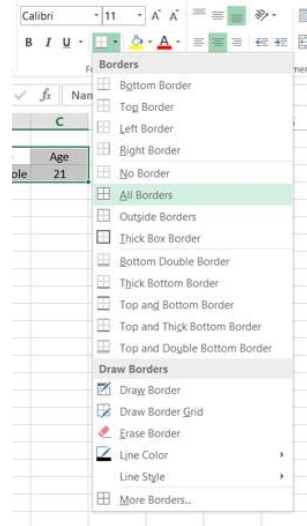 Calibri 11 A A
B I U A
fx Nam
C
Age
ple 21
Borders
Bottom Border
Top Border
Left Border
Right Border
No Border
All Borders
Outside Borders
Thick Box Border
Bottom Double Border
Thick Bottom Border
Top and Bottom Border
Top and Thick Bottom Border
Top and Double Bottom Border
Draw Borders
Draw Border
Draw Border Grid
Erase Border
Line Color
Line Style
More Borders...